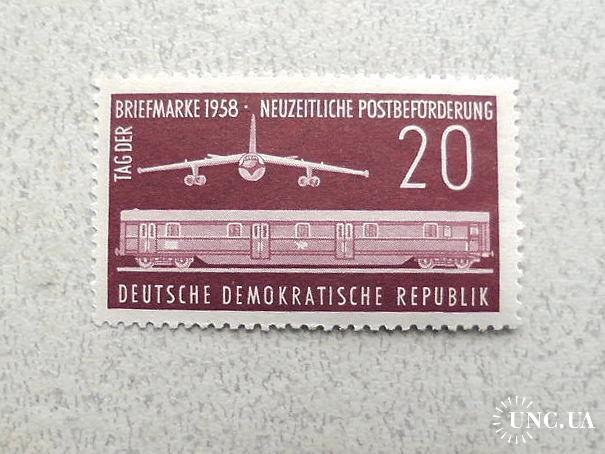 TAG DER
BRIEFMARKE 1958 · NEUZEITLICHE POSTBEFÖRDERUNG
20
DEUTSCHE DEMOKRATISCHE REPUBLIK
UNC.UA